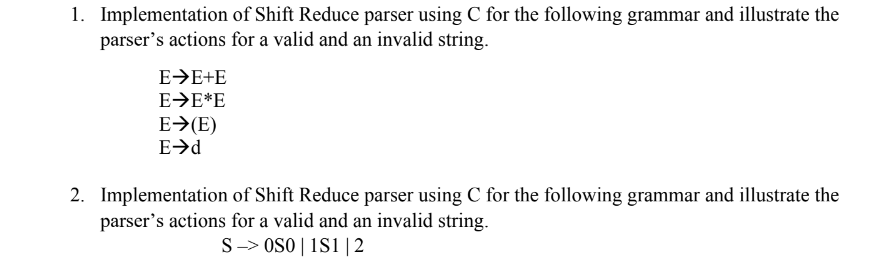 1. Implementation of Shift Reduce parser using C for the following grammar and illustrate the
parser's actions for a valid and an invalid string.
E→E+E
E→E*E
E→(E)
E→d
2. Implementation of Shift Reduce parser using C for the following grammar and illustrate the
parser's actions for a valid and an invalid string.
S –> 0S0 | 1S1 | 2